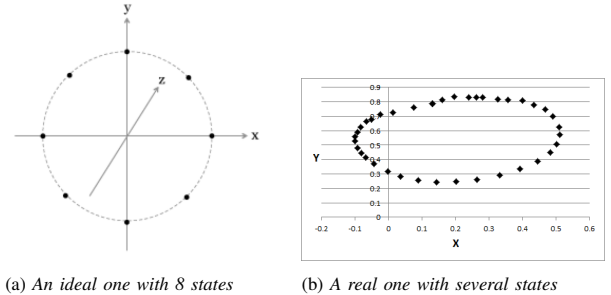 y
z
x
(a) An ideal one with 8 states
0.9
0.8
0.7
0.6
0.5
Y 0.4
0.3
0.2
0.1
0
-0.2 -0.1 0 0.1 0.2 0.3 0.4 0.5 0.6
X
(b) A real one with several states